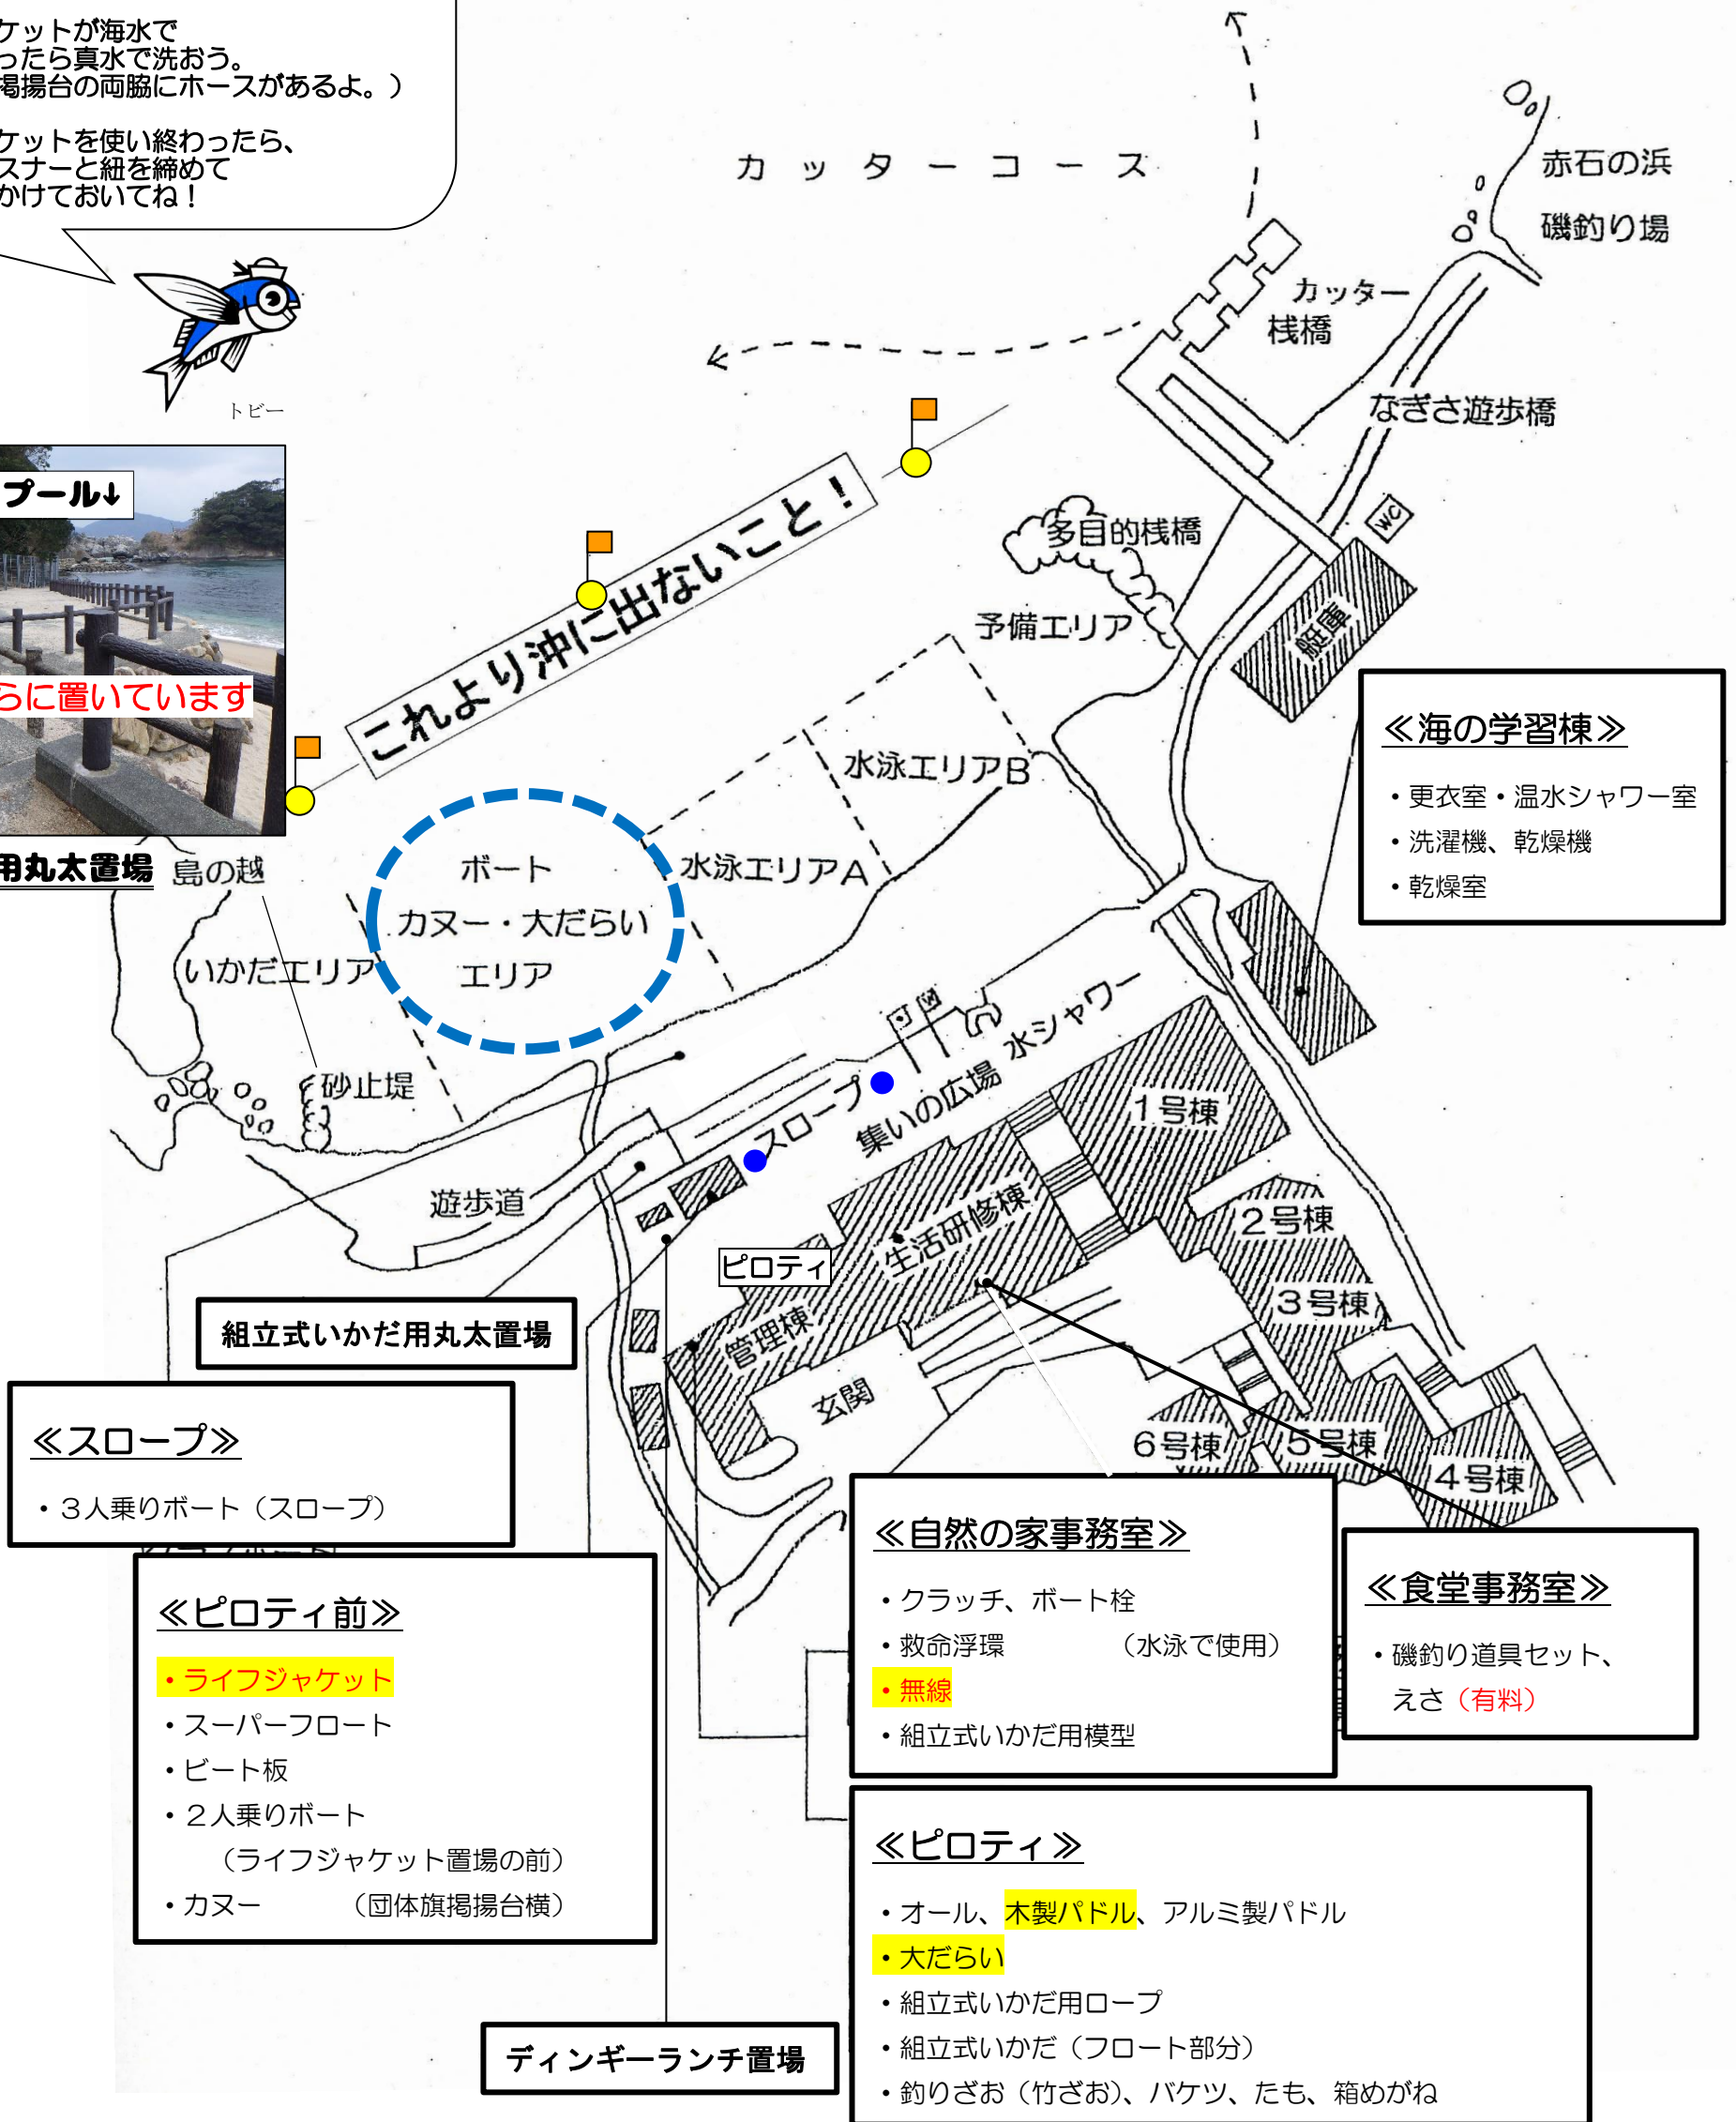 ケットが海水で
ったら真水で洗おう。
掲揚台の両脇にホースがあるよ。）
ケットを使い終わったら、
スナーと紐を締めて
かけておいてね！
トビー
カッターコース
赤石の浜
磯釣り場
カッター
桟橋
なぎさ遊歩橋
WC
プール↓
らに置いています
用丸太置場
これより沖に出ないこと！
多目的桟橋
予備エリア
艇庫
水泳エリアB
水泳エリアA
島の越
ボート
カヌー・大だらい
エリア
いかだエリア
砂止堤
≪海の学習棟≫
・更衣室・温水シャワー室
・洗濯機、乾燥機
・乾燥室
水シャワー
集いの広場
スロープ
遊歩道
ピロティ
生活研修棟
管理棟
玄関
1号棟
2号棟
3号棟
6号棟
5号棟
4号棟
組立式いかだ用丸太置場
≪スロープ≫
・３人乗りボート（スロープ）
≪ピロティ前≫
・ライフジャケット
・スーパーフロート
・ビート板
・２人乗りボート
（ライフジャケット置場の前）
・カヌー　　　（団体旗掲揚台横）
≪自然の家事務室≫
・クラッチ、ボート栓
・救命浮環　　　　（水泳で使用）
・無線
・組立式いかだ用模型
≪食堂事務室≫
・磯釣り道具セット、
えさ（有料）
≪ピロティ≫
・オール、木製パドル、アルミ製パドル
・大だらい
・組立式いかだ用ロープ
・組立式いかだ（フロート部分）
・釣りざお（竹ざお）、バケツ、たも、箱めがね
ディンギーランチ置場